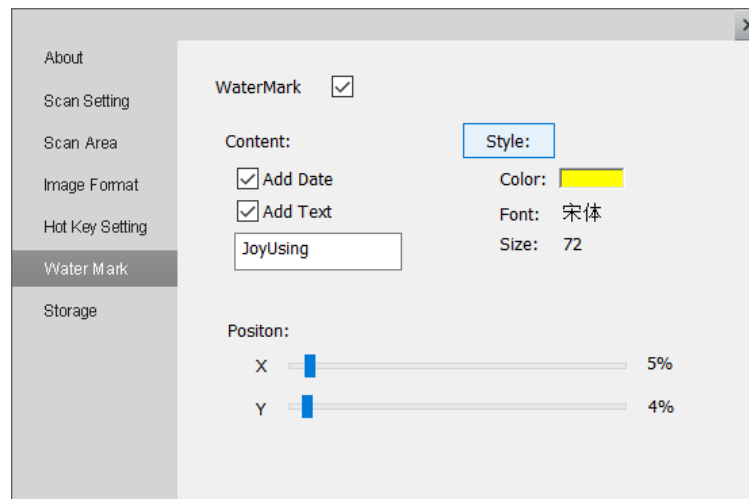 About
Scan Setting
Scan Area
Image Format
Hot Key Setting
Water Mark
Storage
WaterMark
Content:
Add Date
Add Text
JoyUsing
Style:
Color:
Font: 宋体
Size: 72
Positon:
X 5%
Y 4%